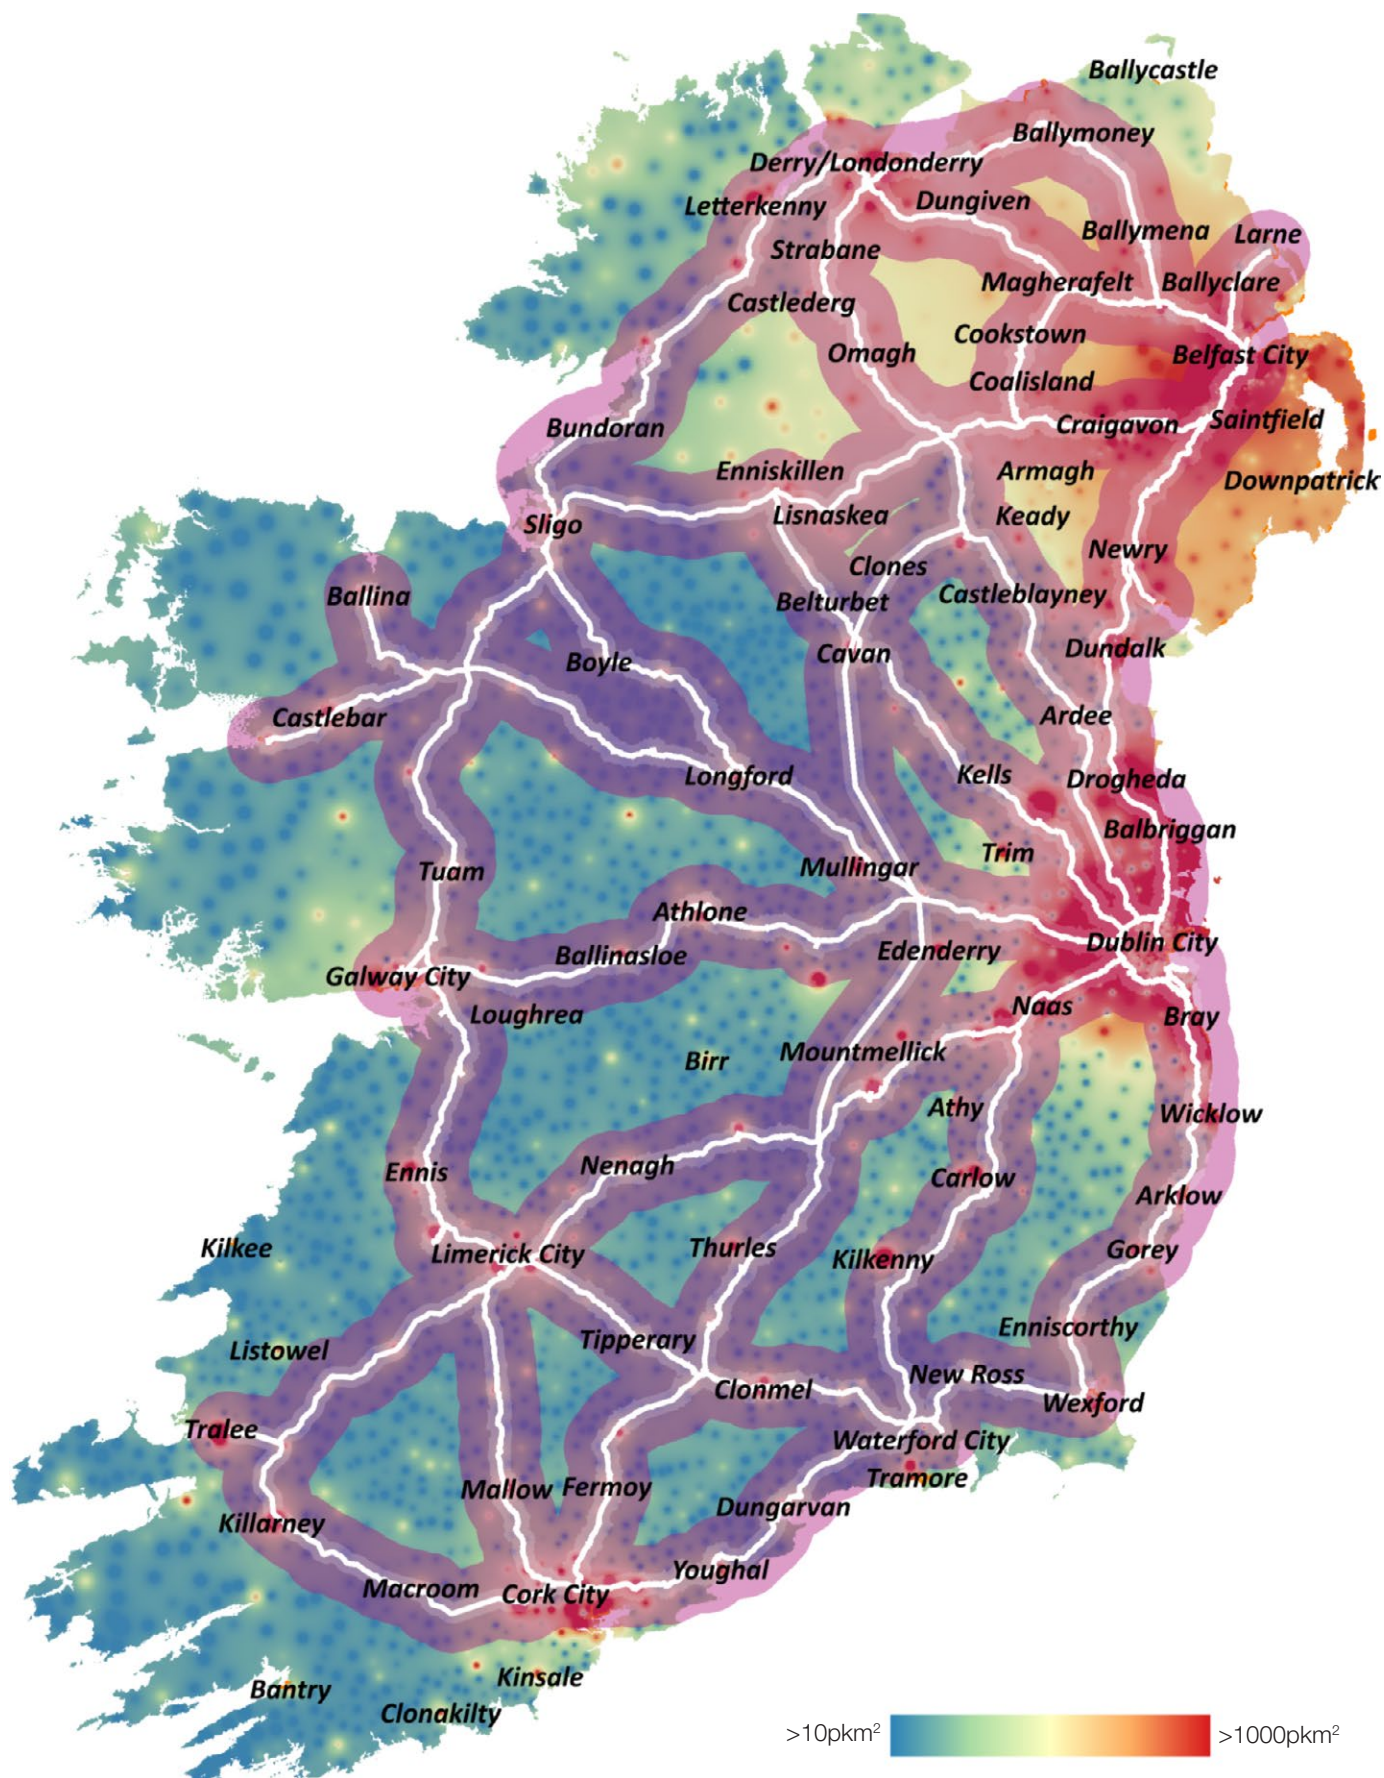 Ballycastle
Ballymoney
Derry/Londonderry
Letterkenny
Dungiven
Strabane
Ballymena
Larne
Castlederg
Magherafelt
Ballyclare
Cookstown
Omagh
Belfast City
Coalisland
Bundoran
Craigavon
Saintfield
Enniskillen
Armagh
Downpatrick
Sligo
Lisnaskea
Keady
Newry
Clones
Ballina
Belturbet
Castleblayney
Boyle
Cavan
Dundalk
Castlebar
Ardee
Longford
Kells
Drogheda
Balbriggan
Tuam
Mullingar
Trim
Athlone
Ballinasloe
Edenderry
Dublin City
Galway City
Loughrea
Naas
Bray
Birr
Mountmellick
Athy
Wicklow
Ennis
Nenagh
Carlow
Arklow
Kilkee
Limerick City
Thurles
Kilkenny
Gorey
Listowel
Tipperary
Enniscorthy
Clonmel
New Ross
Wexford
Tralee
Waterford City
Mallow
Fermoy
Tramore
Killarney
Dungarvan
Macroom
Cork City
Youghal
Kinsale
Bantry
Clonakilty
>10pkm²
>1000pkm²